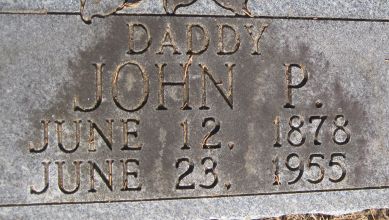 DADDY
JOHN P.
JUNE 12, 1878
JUNE 23, 1955